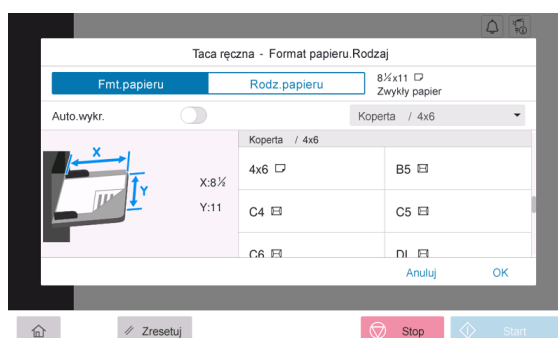 Taca ręczna - Format papieru.Rodzaj
Fmt.papieru
Rodz.papieru
8½x11
Zwykły papier
Auto.wykr.
Koperta / 4x6
Koperta / 4x6
X
Y
X:8½
Y:11
4x6
B5
C4
C5
C6
DL
Anuluj
OK
Zresetuj
Stop
Start